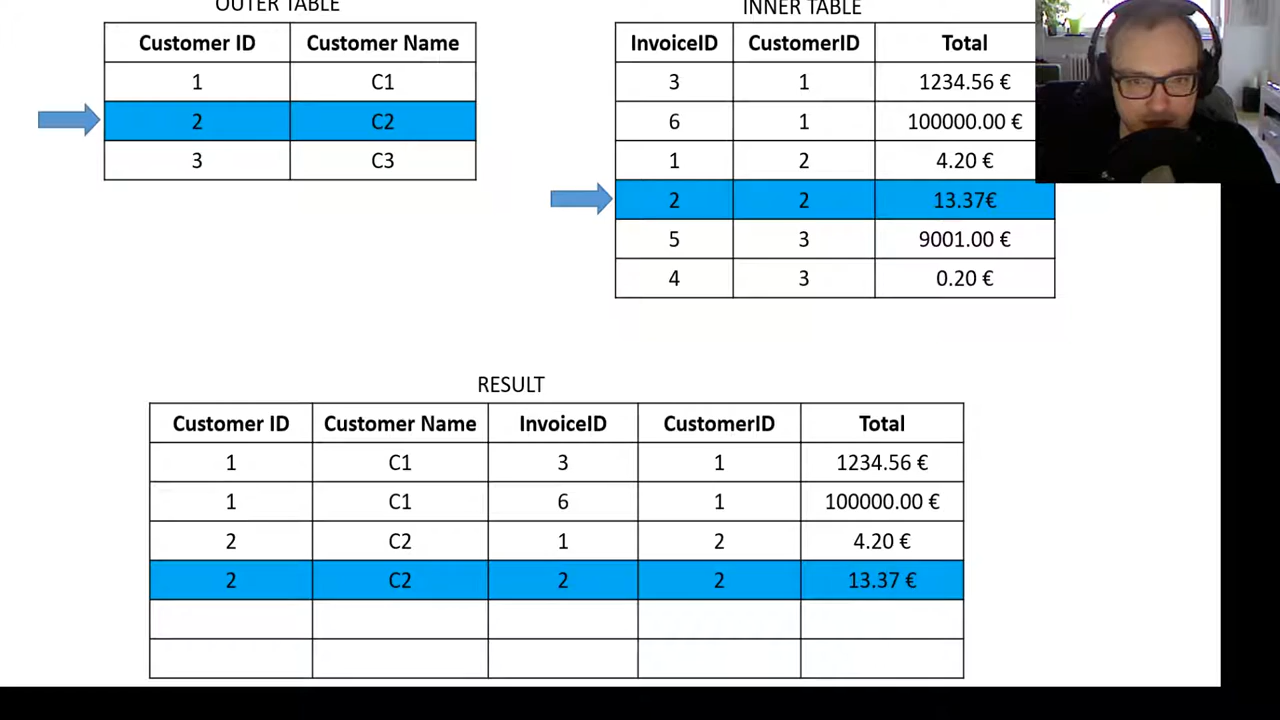 OUTER TABLE
Customer ID Customer Name
1 C1
2 C2
3 C3
INNER TABLE
InvoiceID CustomerID Total
3 1 1234.56 €
6 1 100000.00 €
1 2 4.20 €
2 2 13.37€
5 3 9001.00 €
4 3 0.20 €
RESULT
Customer ID Customer Name InvoiceID CustomerID Total
1 C1 3 1 1234.56 €
1 C1 6 1 100000.00 €
2 C2 1 2 4.20 €
2 C2 2 2 13.37 €